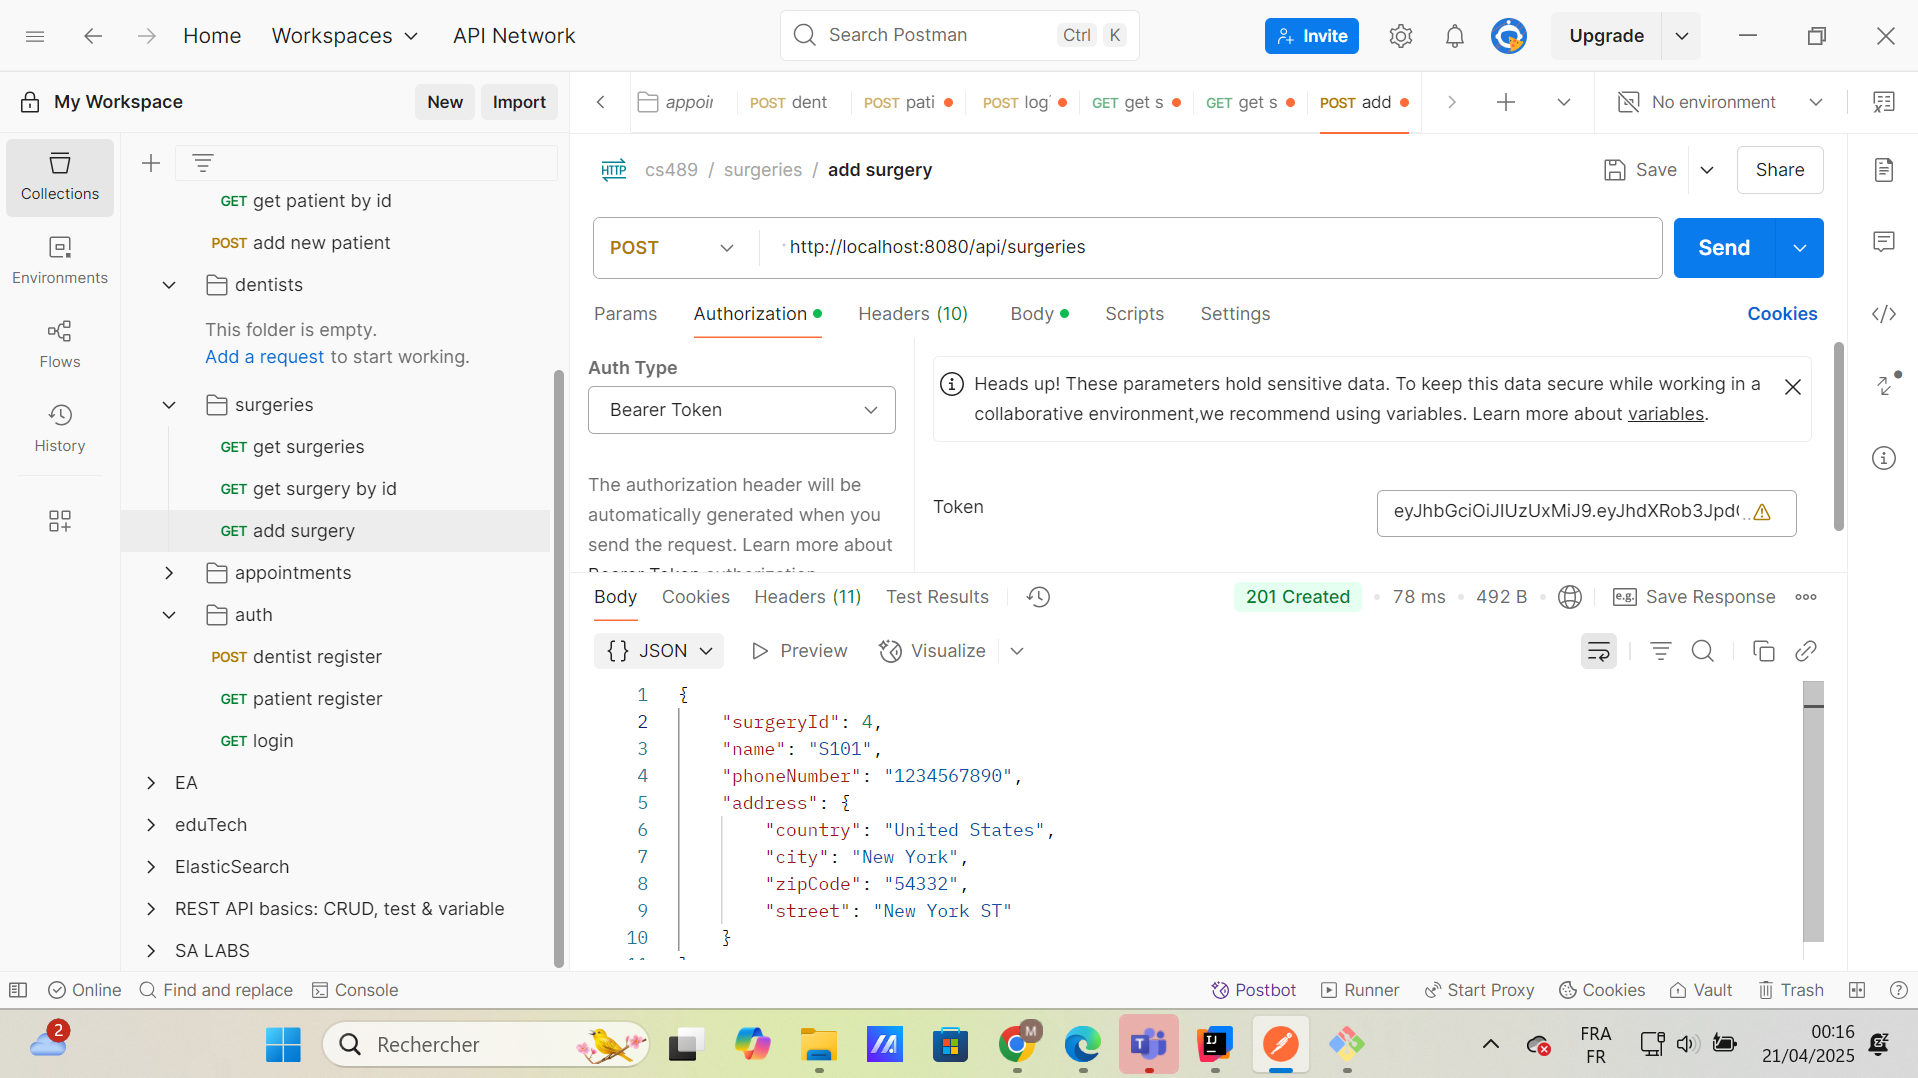 Home
Workspaces
API Network
Search Postman
Ctrl K
Invite
Upgrade
My Workspace
New
Import
POST dent
POST pati
POST
GET get s
GET get s
POST add
No environment
Collections
Environments
Flows
History
GET get patient by id
POST add new patient
dentists
This folder is empty.
Add a request to start working.
surgeries
GET get surgeries
GET get surgery by id
GET add surgery
appointments
auth
POST dentist register
GET patient register
GET login
EA
eduTech
ElasticSearch
REST API basics: CRUD, test & variable
SA LABS
HTTP cs489 / surgeries / add surgery
Save
Share
POST
http://localhost:8080/api/surgeries
Send
Params
Authorization
Headers (10)
Body
Scripts
Settings
Cookies
Auth Type
Bearer Token
The authorization header will be
automatically generated when you
send the request. Learn more about
Heads up! These parameters hold sensitive data. To keep this data secure while working in a
collaborative environment,we recommend using variables. Learn more about variables.
Token
Body
Cookies
Headers (11)
Test Results
201 Created
78 ms
492 B
e.g. Save Response
{} JSON
Preview
Visualize
1 {
2 "surgeryId": 4,
3 "name": "S101",
4 "phoneNumber": "1234567890",
5 "address": {
6 "country": "United States",
7 "city": "New York",
8 "zipCode": "54332",
9 "street": "New York ST"
10 }
Online
Find and replace
Console
Postbot
Runner
Start Proxy
Cookies
Vault
Trash
2
Rechercher
M
IJ
FRA
FR
00:16
21/04/2025